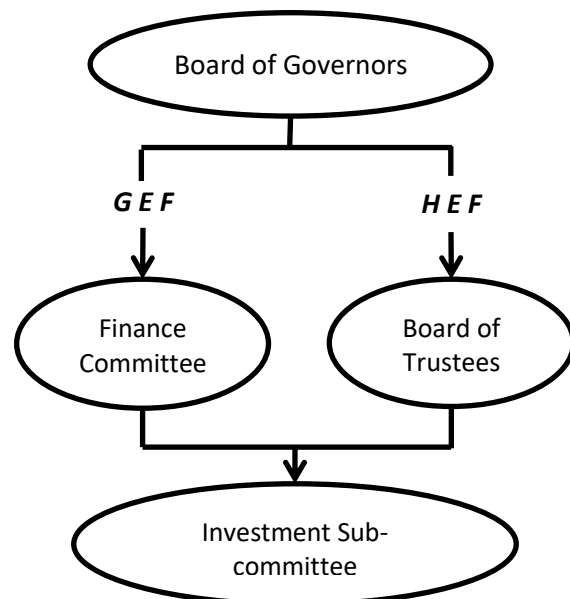 Board of Governors
G E F
H E F
Finance
Committee
Board of
Trustees
Investment Sub-
committee